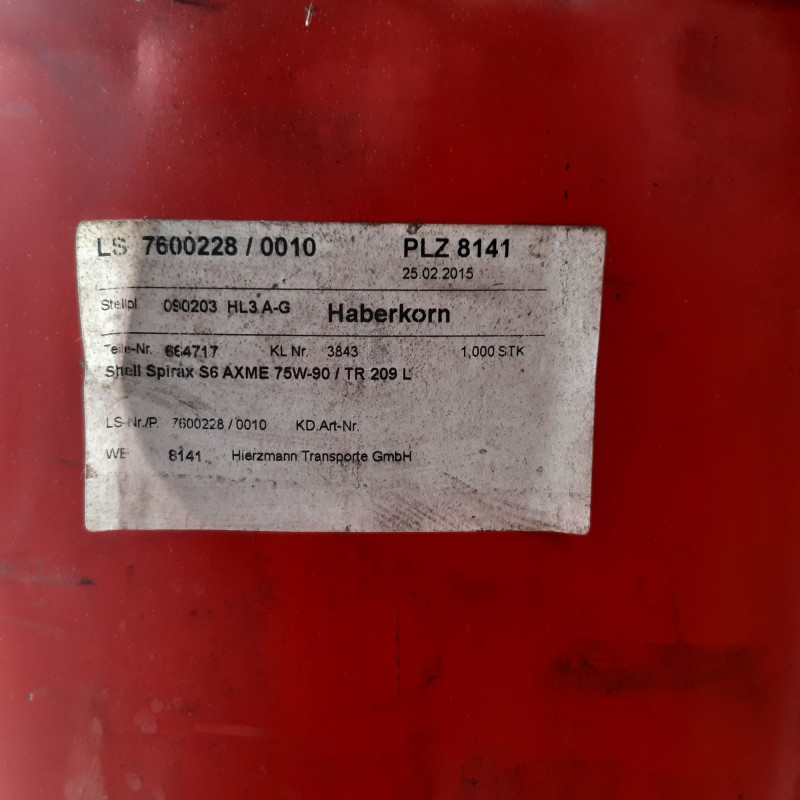 LS 7600228 / 0010 PLZ 8141
25.02.2015
Stellpl. 090203 HL3 A-G Haberkorn
Teile-Nr. 664717 KL Nr. 3843 1,000 STK
Shell Spirax S6 AXME 75W-90 / TR 209 L
LS-Nr./P. 7600228 / 0010 KD.Art-Nr.
WE 8141 Hierzmann Transporte GmbH